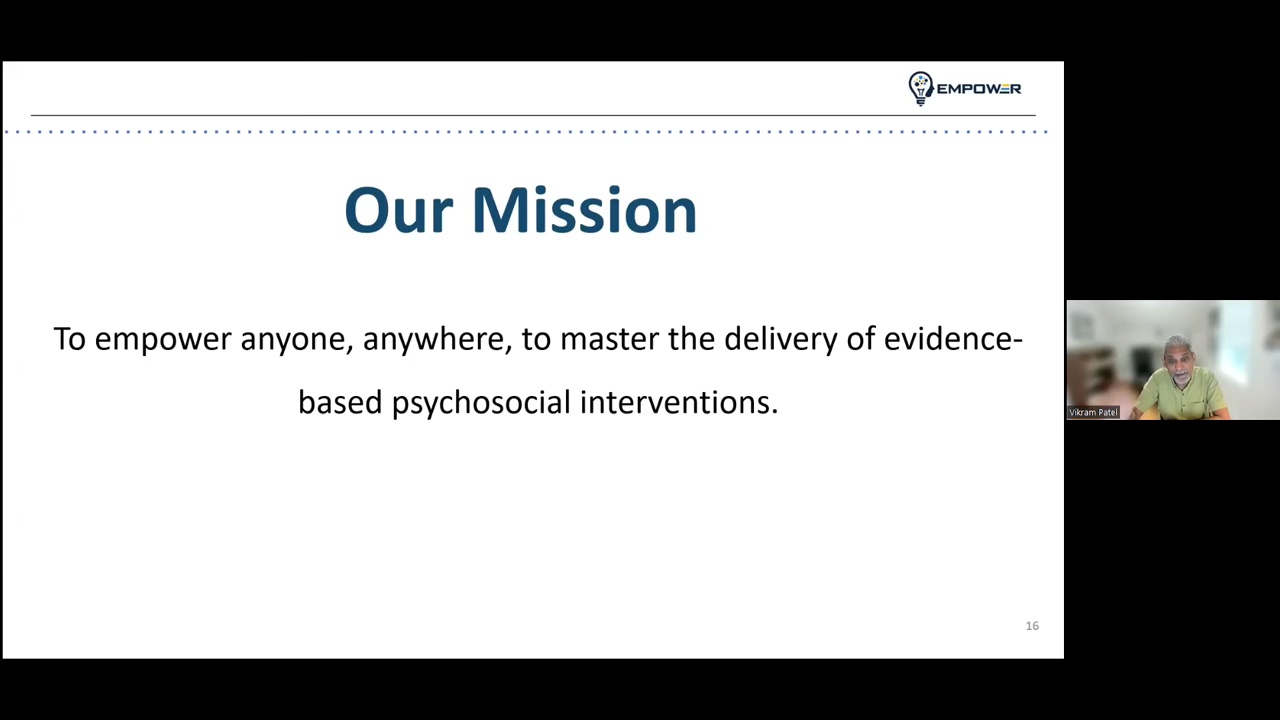 EMPOWER
Our Mission
To empower anyone, anywhere, to master the delivery of evidence-
based psychosocial interventions.
Vikram Patel
16